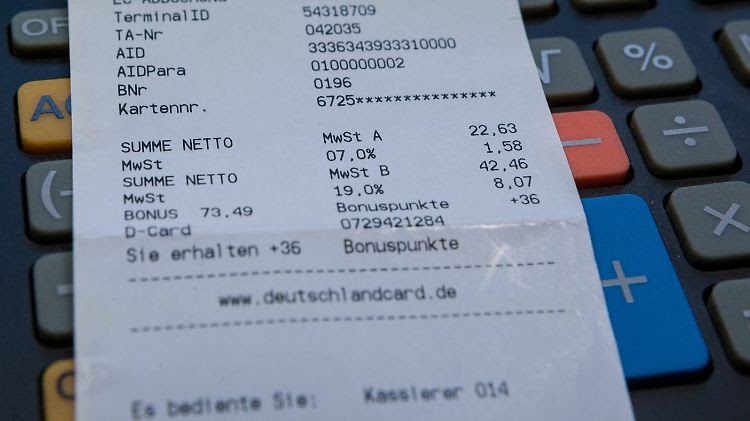 TerminalID 54318709
TA-Nr 042035
AID 3336343933310000
AIDPara 0100000002
BNr 0196
Kartennr. 6725***************
SUMME NETTO MwSt A 22,63
MwSt 07,0% 1,58
SUMME NETTO MwSt B 42,46
MwSt 19,0% 8,07
BONUS 73.49 Bonuspunkte +36
D-Card 0729421284
Sie erhalten +36 Bonuspunkte
www.deutschlandcard.de
Es bediente Sie: Kassierer 014
OF
√
%
÷
−
×
+
A
(-